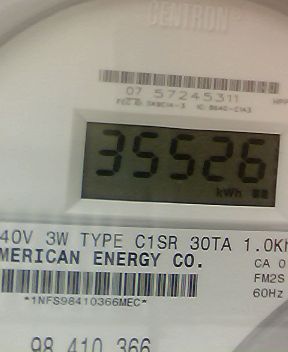 CENTRON®
07 57245311
35526
kWh
40V 3W TYPE C1SR 30TA 1.0Kh
MERICAN ENERGY CO.
CA 0
FM2S
60Hz
*1NFS98410366MEC*
98 410 366